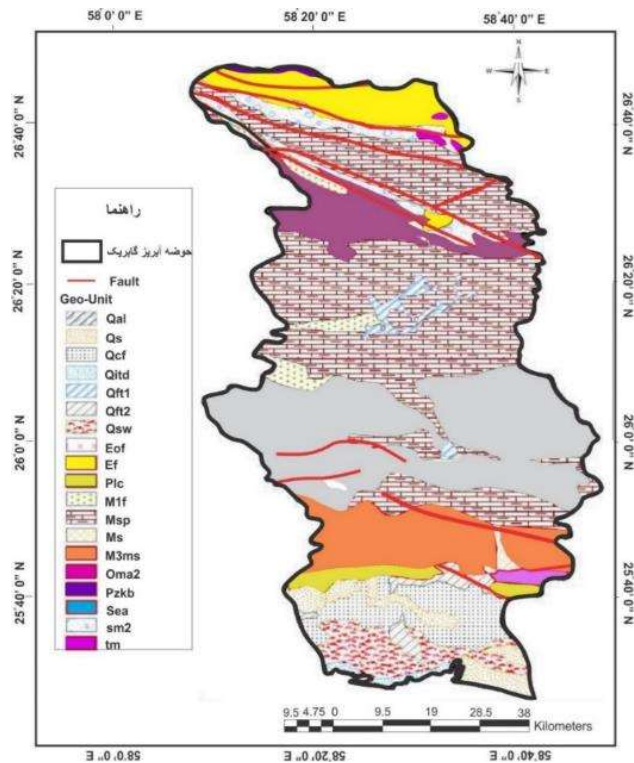 58°0'0" E
58°20'0" E
58°40'0" E
26°40'0" N
26°20'0" N
26°0'0" N
25°40'0" N
N
W
E
S
26°40'0" N
26°20'0" N
26°0'0" N
25°40'0" N
راهنما
حوضه آبریز گابریک
Fault
Geo-Unit
Qal
Qs
Qcf
Qitd
Qft1
Qft2
Qsw
Eof
Ef
Plc
M1f
Msp
Ms
M3ms
Oma2
Pzkb
Sea
sm2
tm
9.5 4.75 0 9.5 19 28.5 38
Kilometers
58°0'0" E
58°20'0" E
58°40'0" E